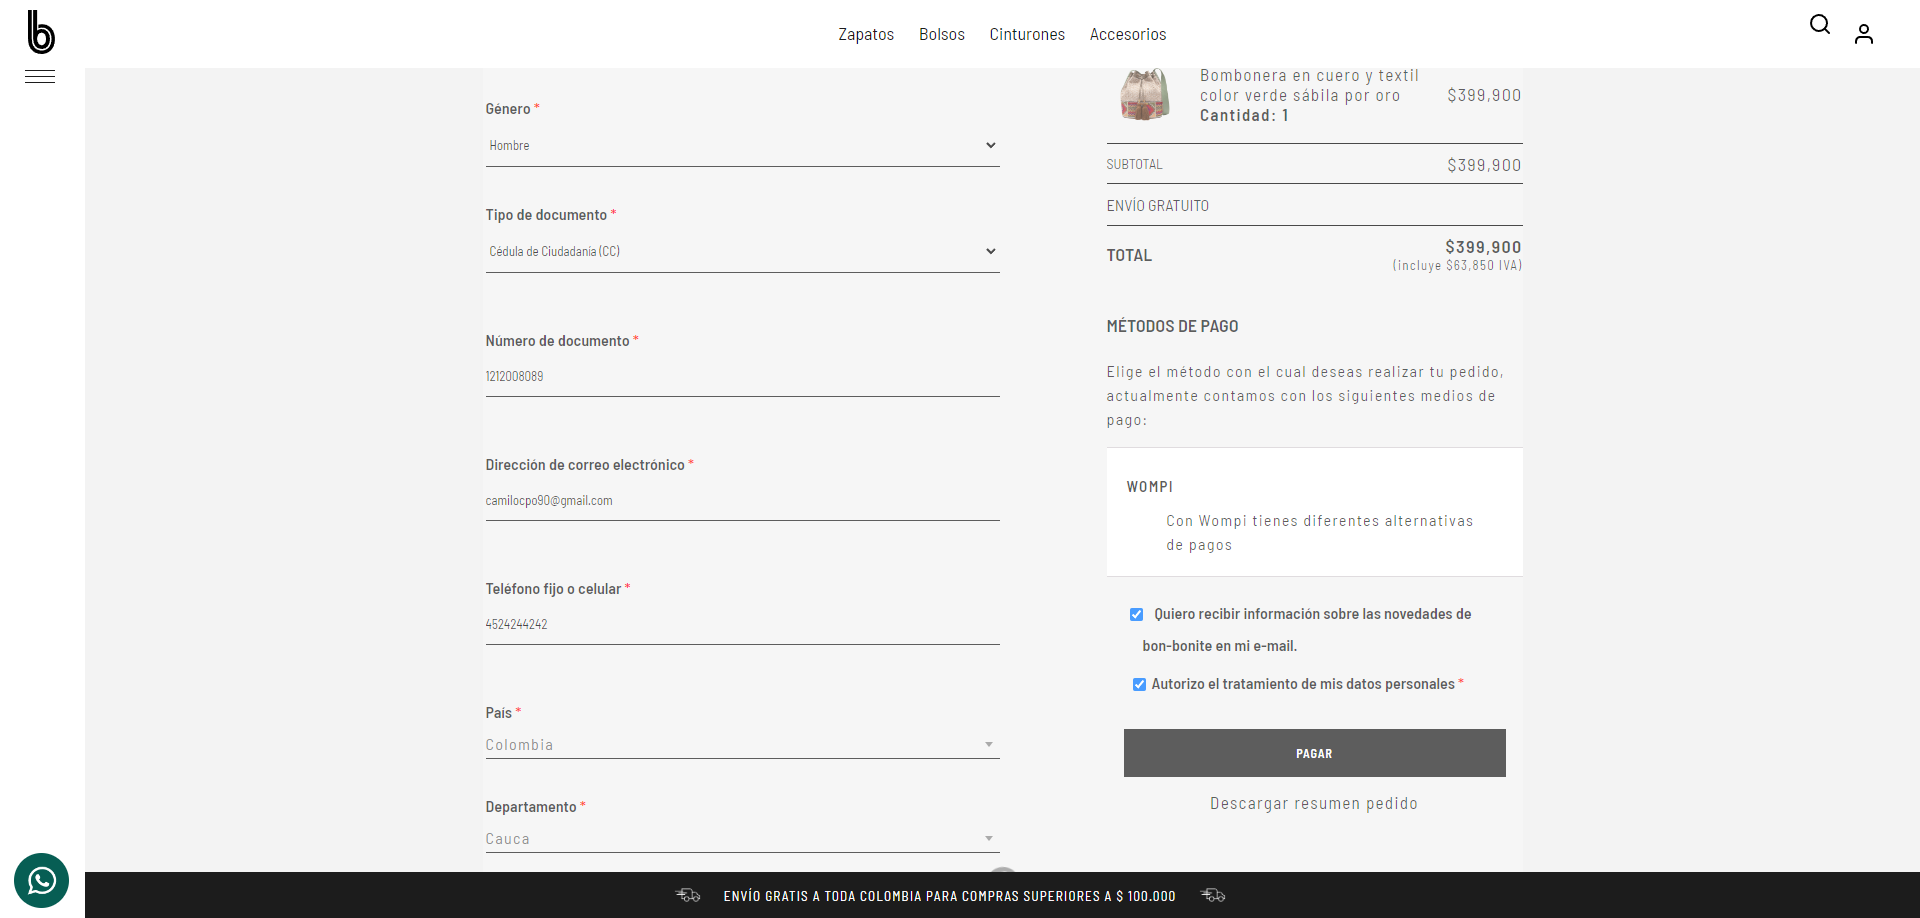 b
Zapatos Bolsos Cinturones Accesorios
Género *
Hombre
Tipo de documento *
Cédula de Ciudadanía (CC)
Número de documento *
1212008089
Dirección de correo electrónico *
camilocpo90@gmail.com
Teléfono fijo o celular *
4524244242
País *
Colombia
Departamento *
Cauca
Bombonera en cuero y textil
color verde sábila por oro
Cantidad: 1
$399,900
SUBTOTAL $399,900
ENVÍO GRATUITO
TOTAL $399,900
(incluye $63,850 IVA)
MÉTODOS DE PAGO
Elige el método con el cual deseas realizar tu pedido,
actualmente contamos con los siguientes medios de
pago:
WOMPI
Con Wompi tienes diferentes alternativas
de pagos
Quiero recibir información sobre las novedades de
bon-bonite en mi e-mail.
Autorizo el tratamiento de mis datos personales *
PAGAR
Descargar resumen pedido
ENVÍO GRATIS A TODA COLOMBIA PARA COMPRAS SUPERIORES A $ 100.000